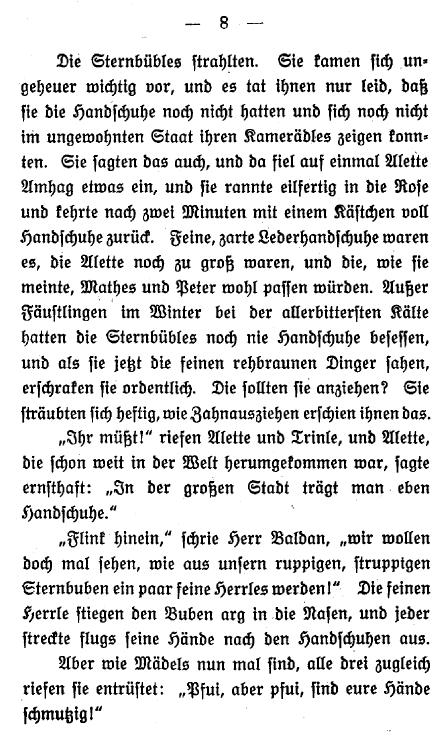 — 8 —
Die Sternbübles strahlten. Sie kamen sich un-
geheuer wichtig vor, und es tat ihnen nur leid, daß
sie die Handschuhe noch nicht hatten und sich noch nicht
im ungewohnten Staat ihren Kamerädles zeigen konn-
ten. Sie sagten das auch, und da fiel auf einmal Alette
Amhag etwas ein, und sie rannte eilfertig in die Rose
und kehrte nach zwei Minuten mit einem Kästchen voll
Handschuhe zurück. Feine, zarte Lederhandschuhe waren
es, die Alette noch zu groß waren, und die, wie sie
meinte, Mathes und Peter wohl passen würden. Außer
Fäustlingen im Winter bei der allerbittersten Kälte
hatten die Sternbübles noch nie Handschuhe besessen,
und als sie jetzt die feinen rehbraunen Dinger sahen,
erschraken sie ordentlich. Die sollten sie anziehen? Sie
sträubten sich heftig, wie Zahnausziehen erschien ihnen das.
„Ihr müßt!“ riefen Alette und Trinle, und Alette,
die schon weit in der Welt herumgekommen war, sagte
ernsthaft: „In der großen Stadt trägt man eben
Handschuhe.“
„Flink hinein,“ schrie Herr Baldan, „wir wollen
doch mal sehen, wie aus unsern ruppigen, struppigen
Sternbuben ein paar feine Herrles werden!“ Die feinen
Herrle stiegen den Buben arg in die Nasen, und jeder
streckte flugs seine Hände nach den Handschuhen aus.
Aber wie Mädels nun mal sind, alle drei zugleich
riefen sie entrüstet: „Pfui, aber pfui, sind eure Hände
schmutzig!“